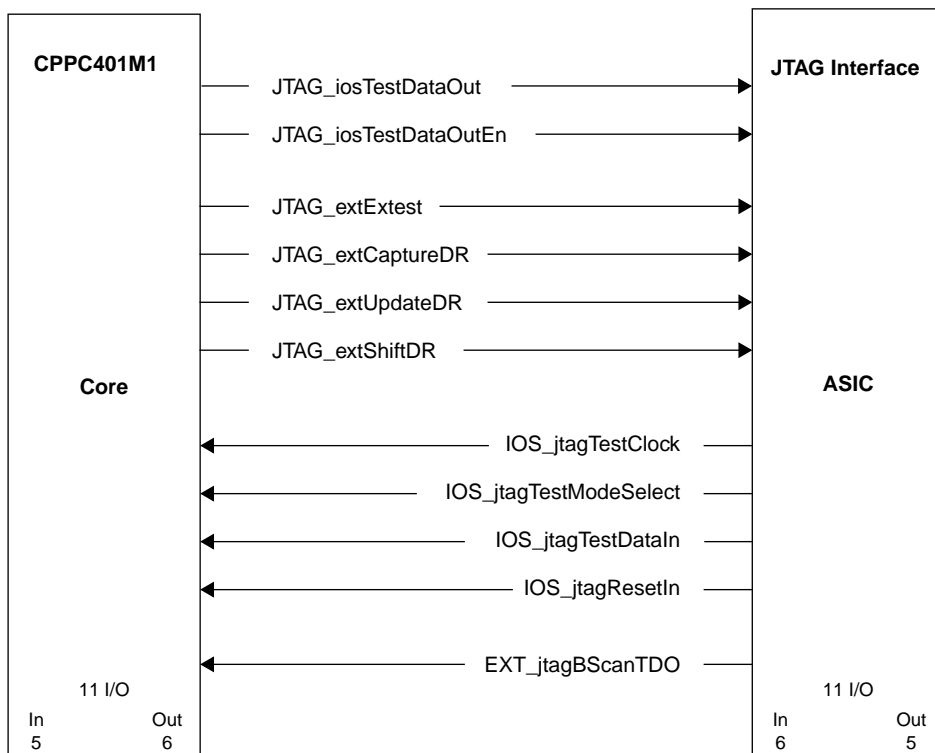 CPPC401M1
JTAG Interface
JTAG_iosTestDataOut
JTAG_iosTestDataOutEn
JTAG_extExtest
JTAG_extCaptureDR
JTAG_extUpdateDR
JTAG_extShiftDR
Core
ASIC
IOS_jtagTestClock
IOS_jtagTestModeSelect
IOS_jtagTestDataIn
IOS_jtagResetIn
EXT_jtagBScanTDO
11 I/O
In Out
5 6
11 I/O
In Out
6 5